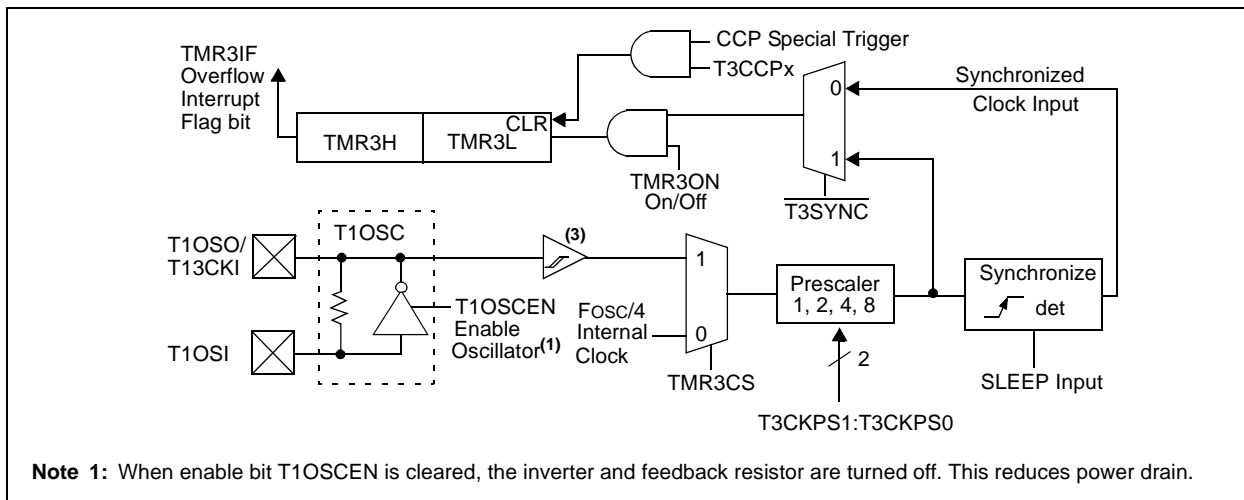 TMR3IF
Overflow
Interrupt
Flag bit
TMR3H
TMR3L
CLR
CCP Special Trigger
T3CCPx
TMR3ON
On/Off
0
1
T3SYNC
Synchronized
Clock Input
T1OSO/
T13CKI
T1OSI
T1OSC
T1OSCEN
Enable
Oscillator(1)
(3)
FOSC/4
Internal
Clock
1
0
TMR3CS
Prescaler
1, 2, 4, 8
2
T3CKPS1:T3CKPS0
Synchronize
det
SLEEP Input
Note 1: When enable bit T1OSCEN is cleared, the inverter and feedback resistor are turned off. This reduces power drain.